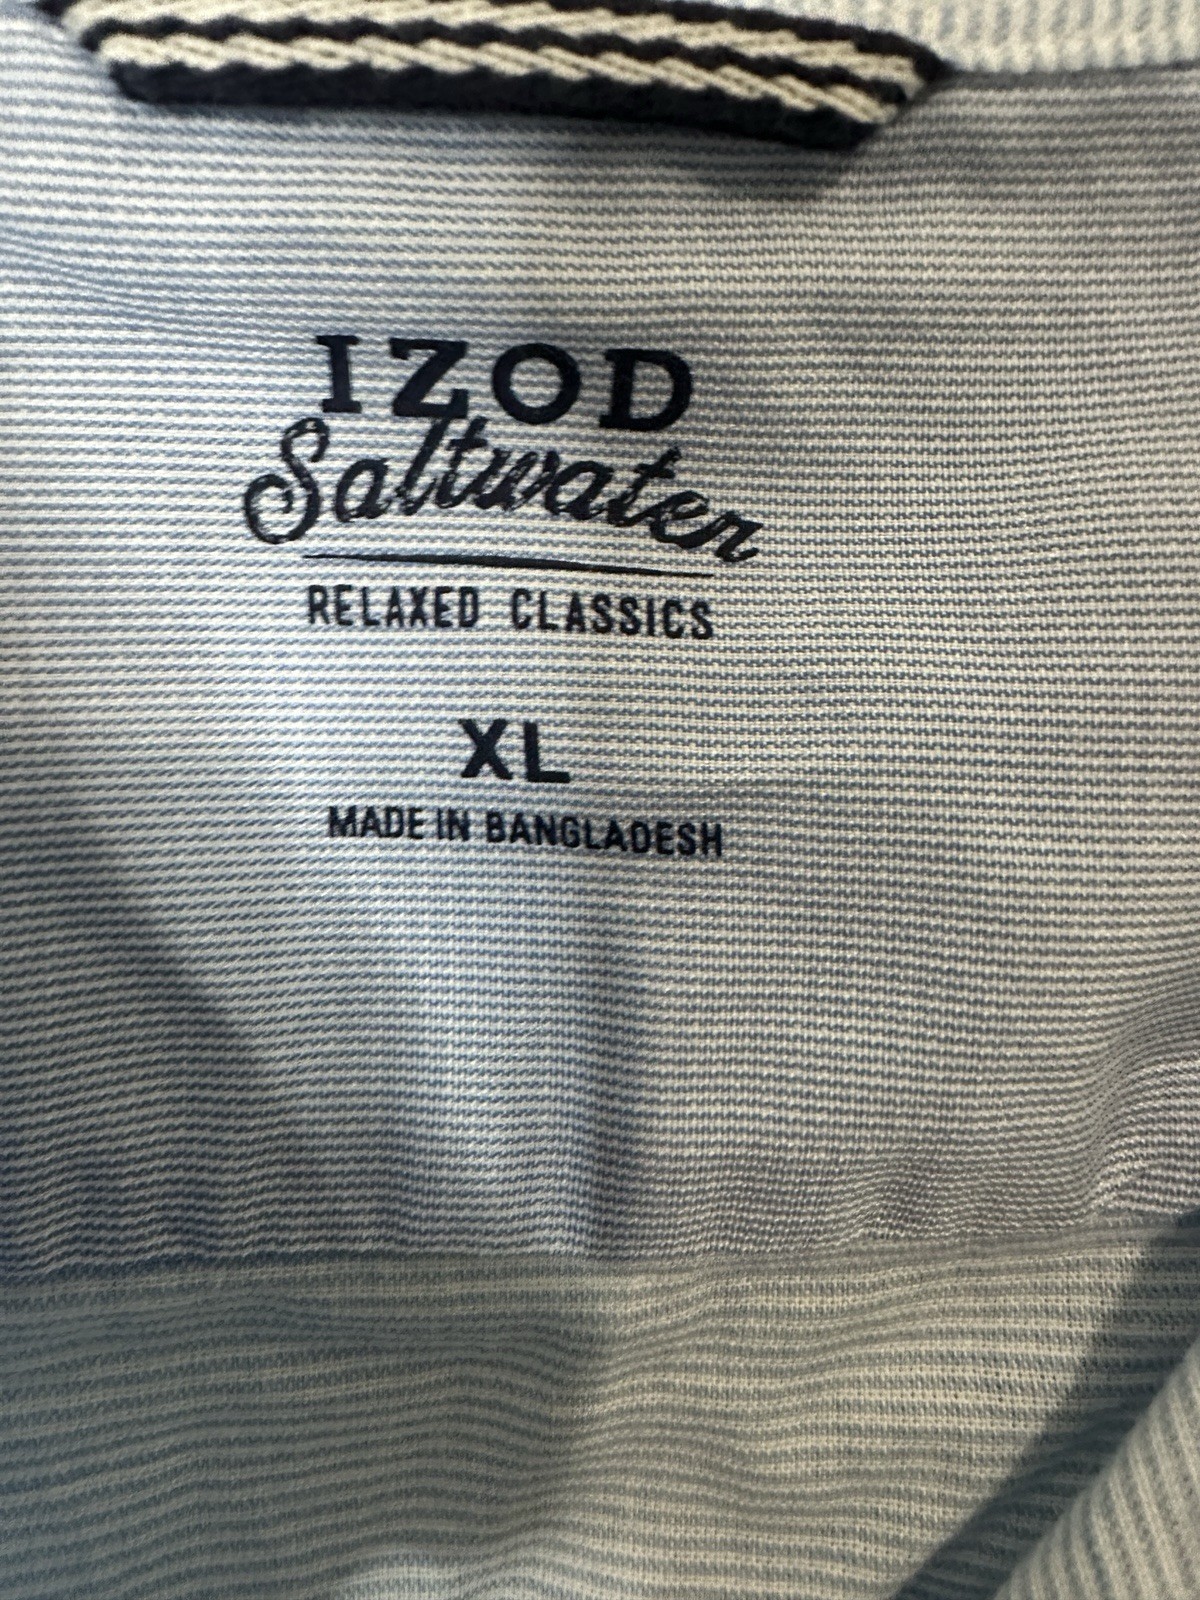 IZOD
Saltwater
RELAXED CLASSICS
XL
MADE IN BANGLADESH